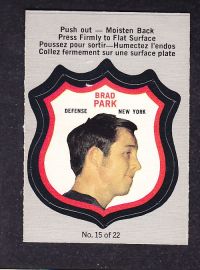 Push out — Moisten Back
Press Firmly to Flat Surface
Poussez pour sortir—Humectez l'endos
Collez fermement sur une surface plate
BRAD
PARK
DEFENSE NEW YORK
No. 15 of 22